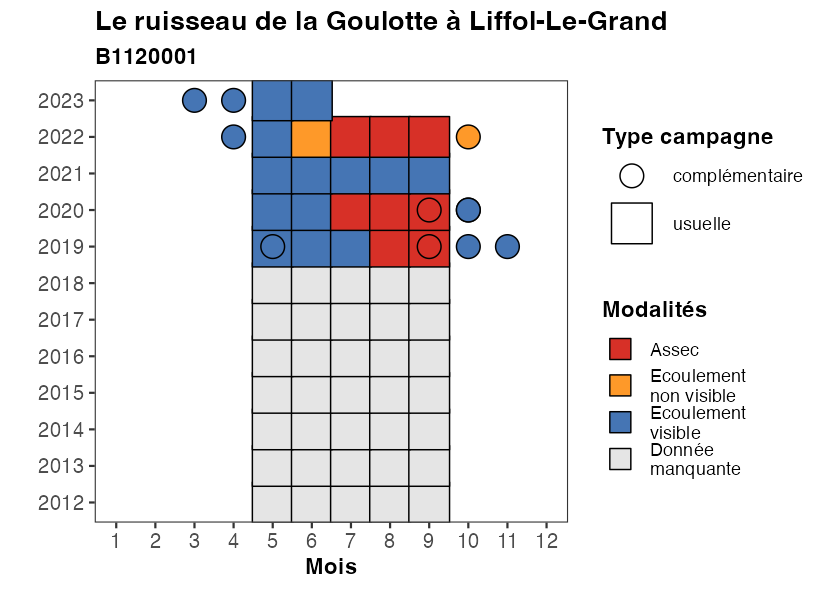 Le ruisseau de la Goulotte à Liffol-Le-Grand
B1120001
2023
2022
2021
2020
2019
2018
2017
2016
2015
2014
2013
2012
1 2 3 4 5 6 7 8 9 10 11 12
Mois
Type campagne
complémentaire
usuelle
Modalités
Assec
Ecoulement
non visible
Ecoulement
visible
Donnée
manquante